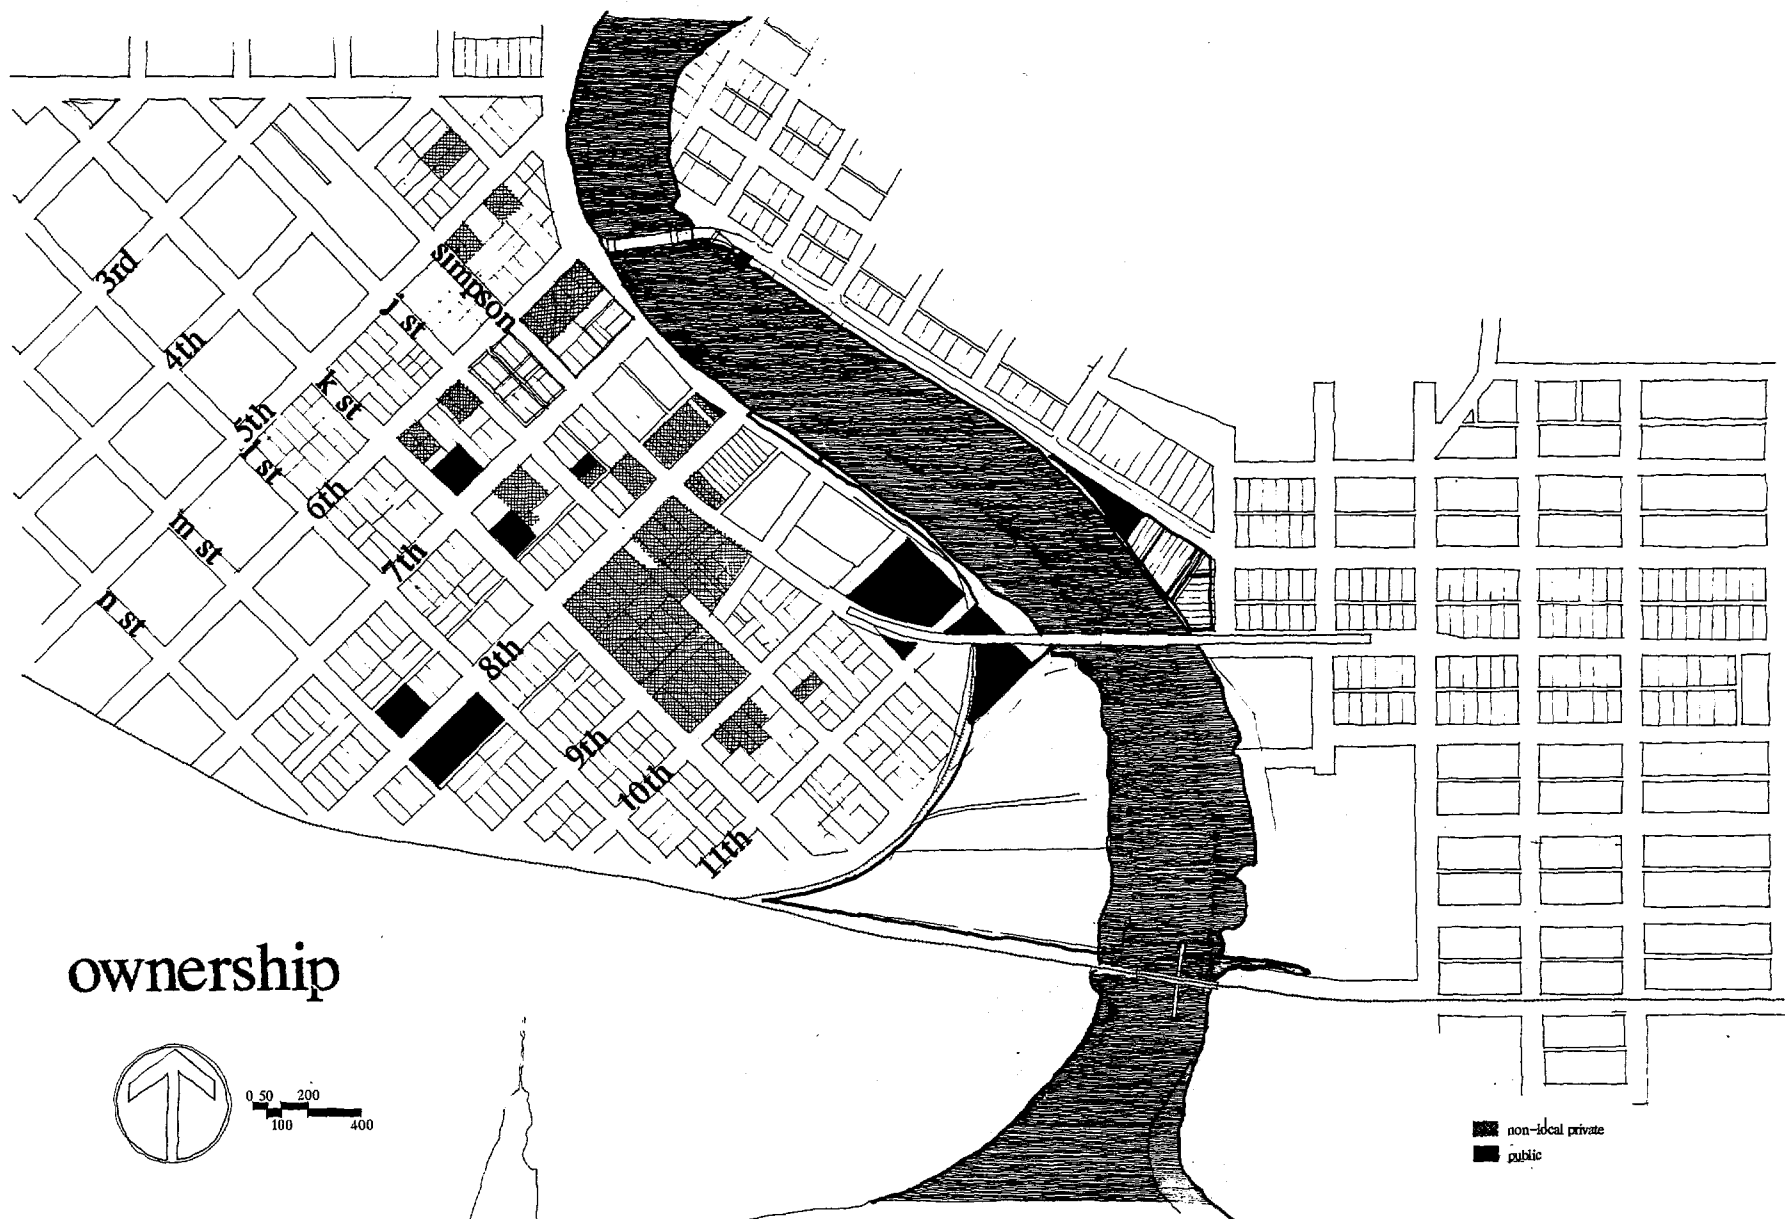 simpson
3rd
j st
4th
k st
5th
l st
6th
m st
7th
n st
8th
9th
10th
11th
ownership
0 50 200
100 400
non-local private
public